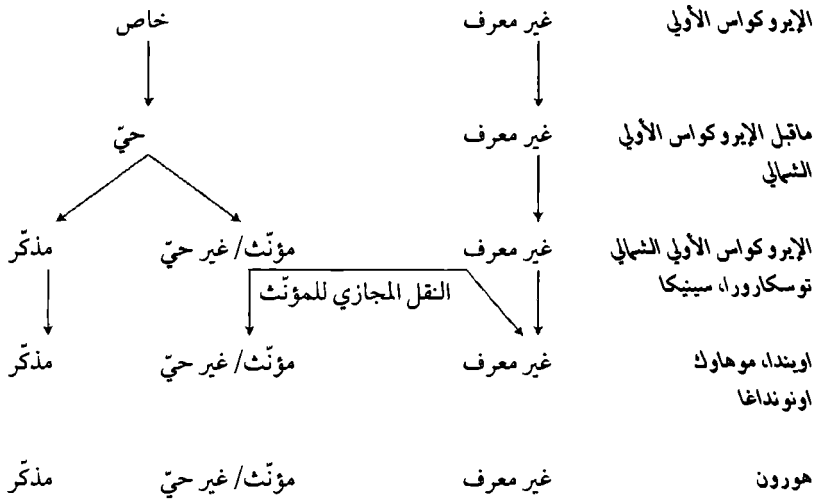 الإيروكواس الأولي غير معرف خاص
ماقبل الإيروكواس الأولي غير معرف حيّ
الشمالي
الإيروكواس الأولي الشمالي غير معرف مؤنّث/ غير حيّ مذكّر
توسكارورا، سينيكا النقل المجازي للمؤنّث
اويندا، موهاوك غير معرف مؤنّث/ غير حيّ مذكّر
اونونداغا
هورون غير معرف مؤنّث/ غير حيّ مذكّر